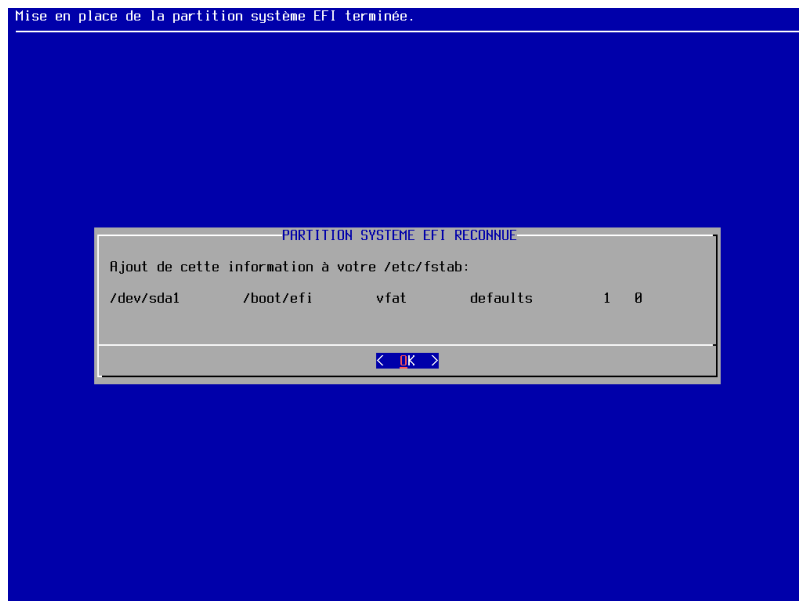 Mise en place de la partition système EFI terminée.
PARTITION SYSTEME EFI RECONNUE
Ajout de cette information à votre /etc/fstab:
/dev/sda1 /boot/efi vfat defaults 1 0
< OK >